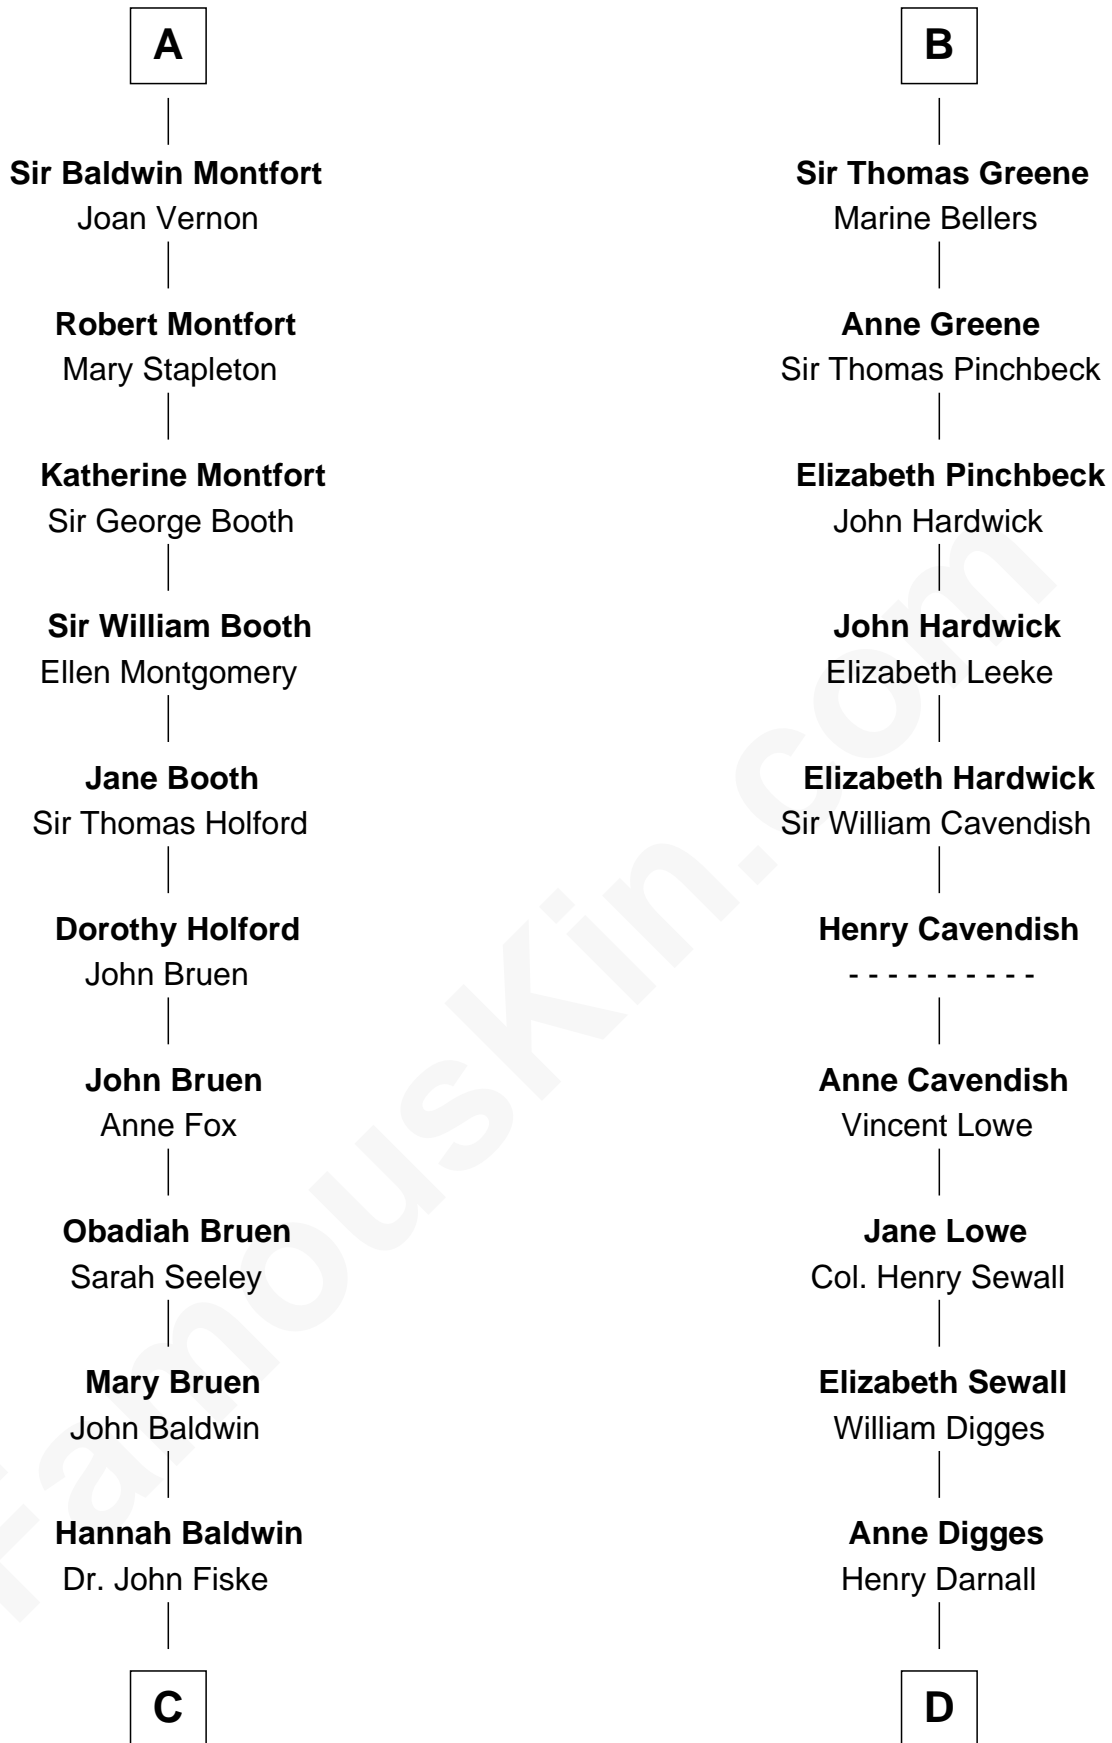 A
Sir Baldwin Montfort
Joan Vernon
Robert Montfort
Mary Stapleton
Katherine Montfort
Sir George Booth
Sir William Booth
Ellen Montgomery
Jane Booth
Sir Thomas Holford
Dorothy Holford
John Bruen
John Bruen
Anne Fox
Obadiah Bruen
Sarah Seeley
Mary Bruen
John Baldwin
Hannah Baldwin
Dr. John Fiske
C
B
Sir Thomas Greene
Marine Bellers
Anne Greene
Sir Thomas Pinchbeck
Elizabeth Pinchbeck
John Hardwick
John Hardwick
Elizabeth Leeke
Elizabeth Hardwick
Sir William Cavendish
Henry Cavendish
- - - - - - - - - -
Anne Cavendish
Vincent Lowe
Jane Lowe
Col. Henry Sewall
Elizabeth Sewall
William Digges
Anne Digges
Henry Darnall
D
FamousKin.com